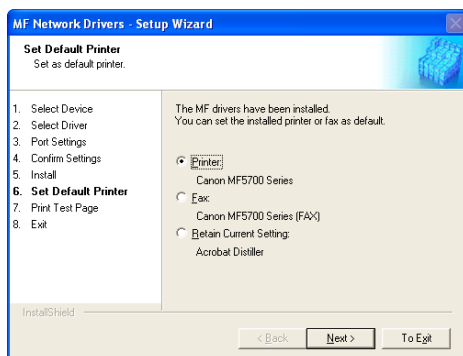 MF Network Drivers - Setup Wizard
Set Default Printer
Set as default printer.
1. Select Device
2. Select Driver
3. Port Settings
4. Confirm Settings
5. Install
6. Set Default Printer
7. Print Test Page
8. Exit
The MF drivers have been installed.
You can set the installed printer or fax as default.
Printer:
Canon MF5700 Series
Fax:
Canon MF5700 Series (FAX)
Retain Current Setting:
Acrobat Distiller
InstallShield
< Back
Next >
To Exit